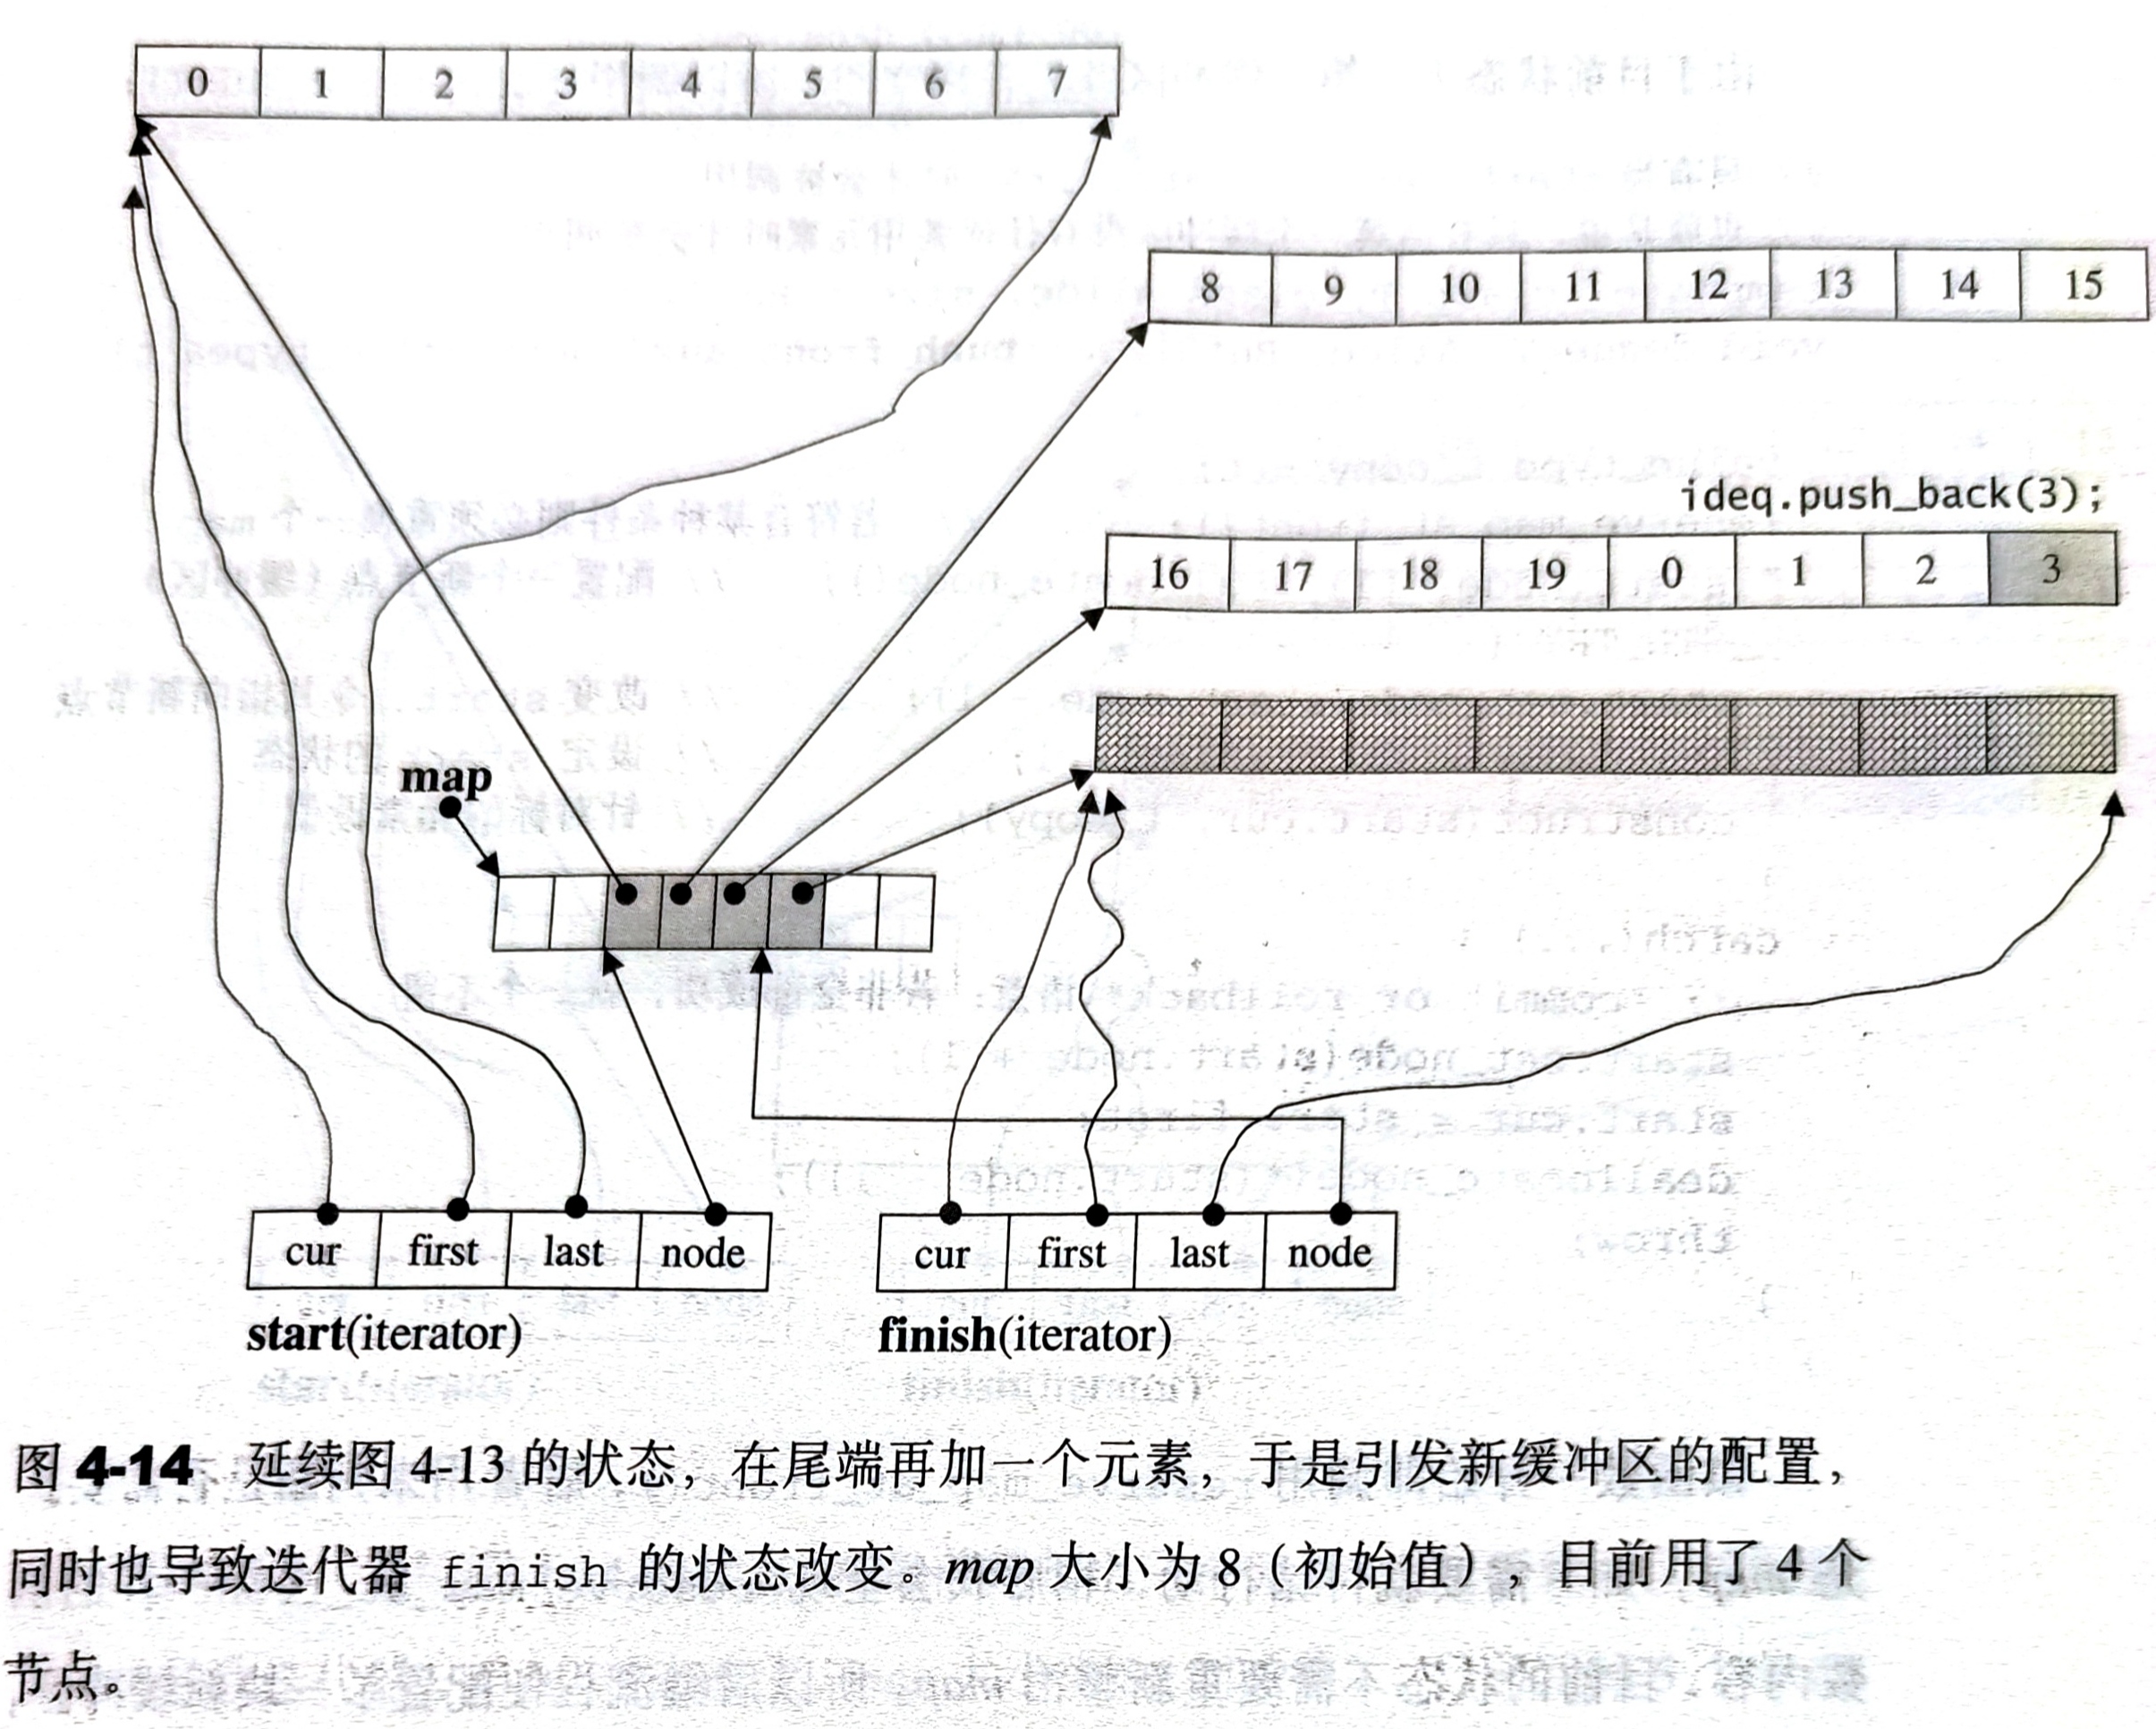 0 1 2 3 4 5 6 7
8 9 10 11 12 13 14 15
ideq.push_back(3);
16 17 18 19 0 1 2 3
map
cur first last node
cur first last node
start(iterator)
finish(iterator)
图 4-14 延续图 4-13 的状态，在尾端再加一个元素，于是引发新缓冲区的配置，
同时也导致迭代器 finish 的状态改变。map 大小为 8（初始值），目前用了 4 个
节点。